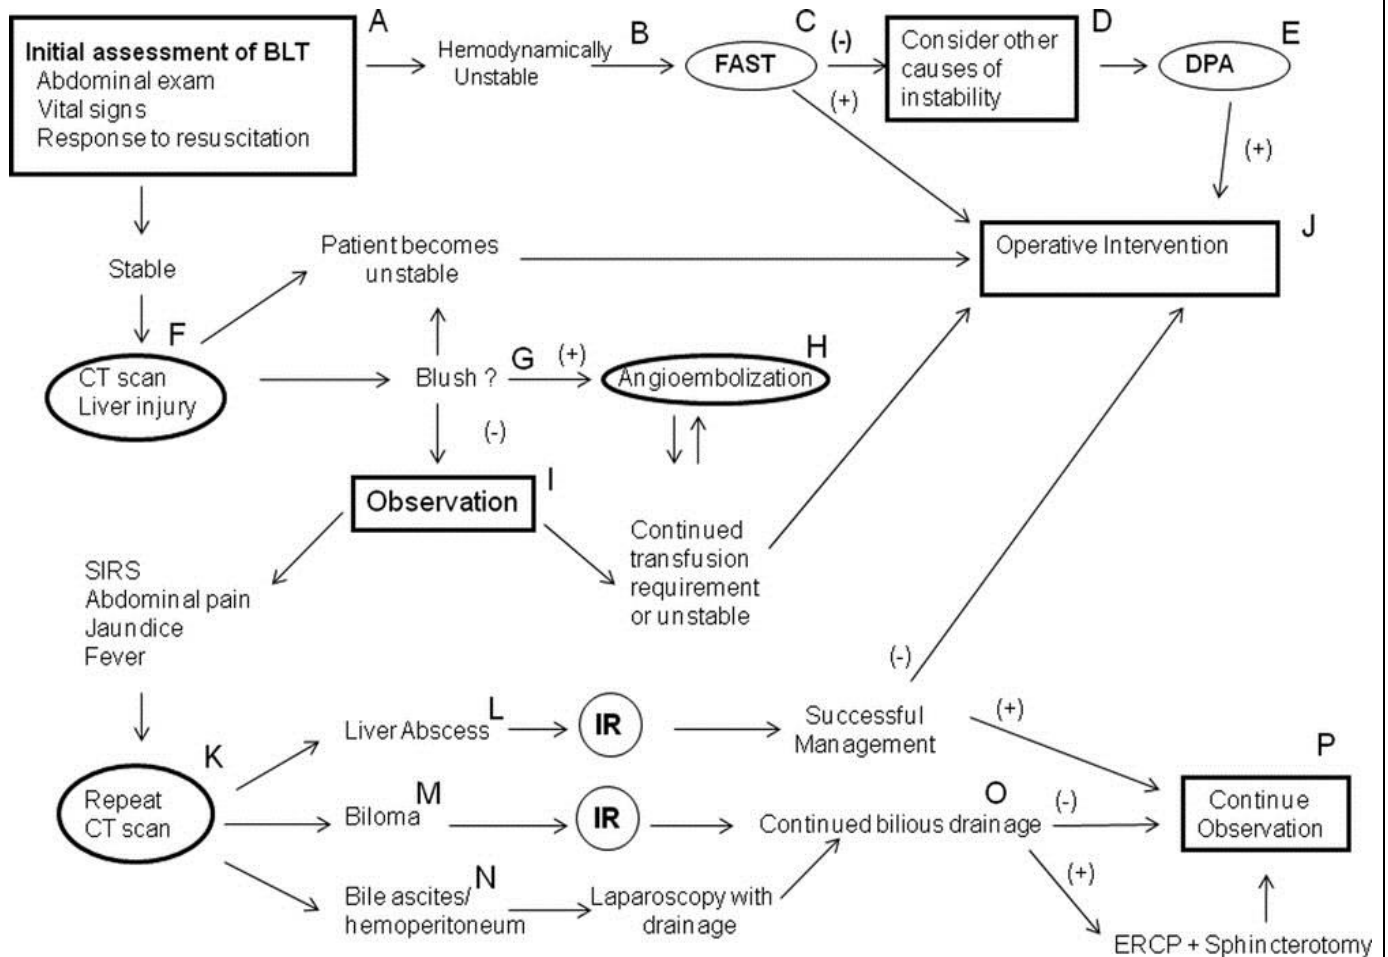 A
B
C
(-)
D
E
Initial assessment of BLT
Abdominal exam
Vital signs
Response to resuscitation
Hemodynamically
Unstable
FAST
Consider other
causes of
instability
DPA
(+)
(+)
J
Operative Intervention
Stable
Patient becomes
unstable
F
CT scan
Liver injury
Blush ?
G
(+)
H
Angioembolization
(-)
I
Observation
Continued
transfusion
requirement
or unstable
SIRS
Abdominal pain
Jaundice
Fever
(-)
K
Repeat
CT scan
Liver Abscess
L
IR
Successful
Management
(+)
P
Continue
Observation
Biloma
M
IR
O
Continued bilious drainage
(-)
(+)
N
Bile ascites/
hemoperitoneum
Laparoscopy with
drainage
ERCP + Sphincterotomy